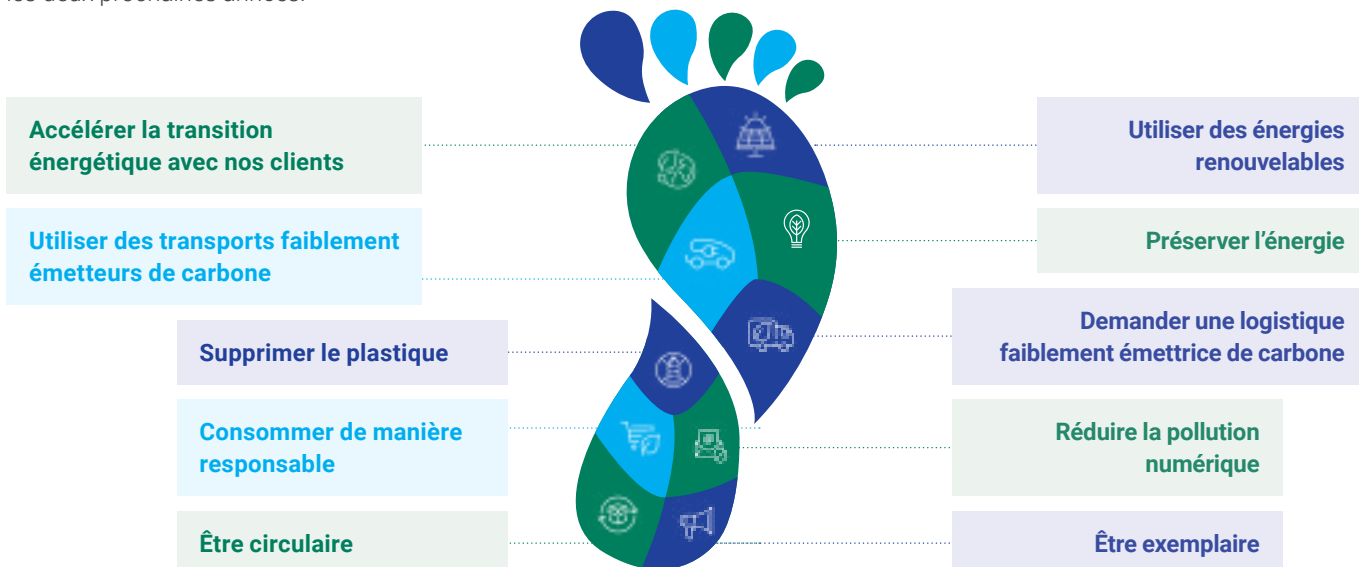 les deux prochaines années.
Accélérer la transition
énergétique avec nos clients
Utiliser des transports faiblement
émetteurs de carbone
Supprimer le plastique
Consommer de manière
responsable
Être circulaire
Utiliser des énergies
renouvelables
Préserver l’énergie
Demander une logistique
faiblement émettrice de carbone
Réduire la pollution
numérique
Être exemplaire